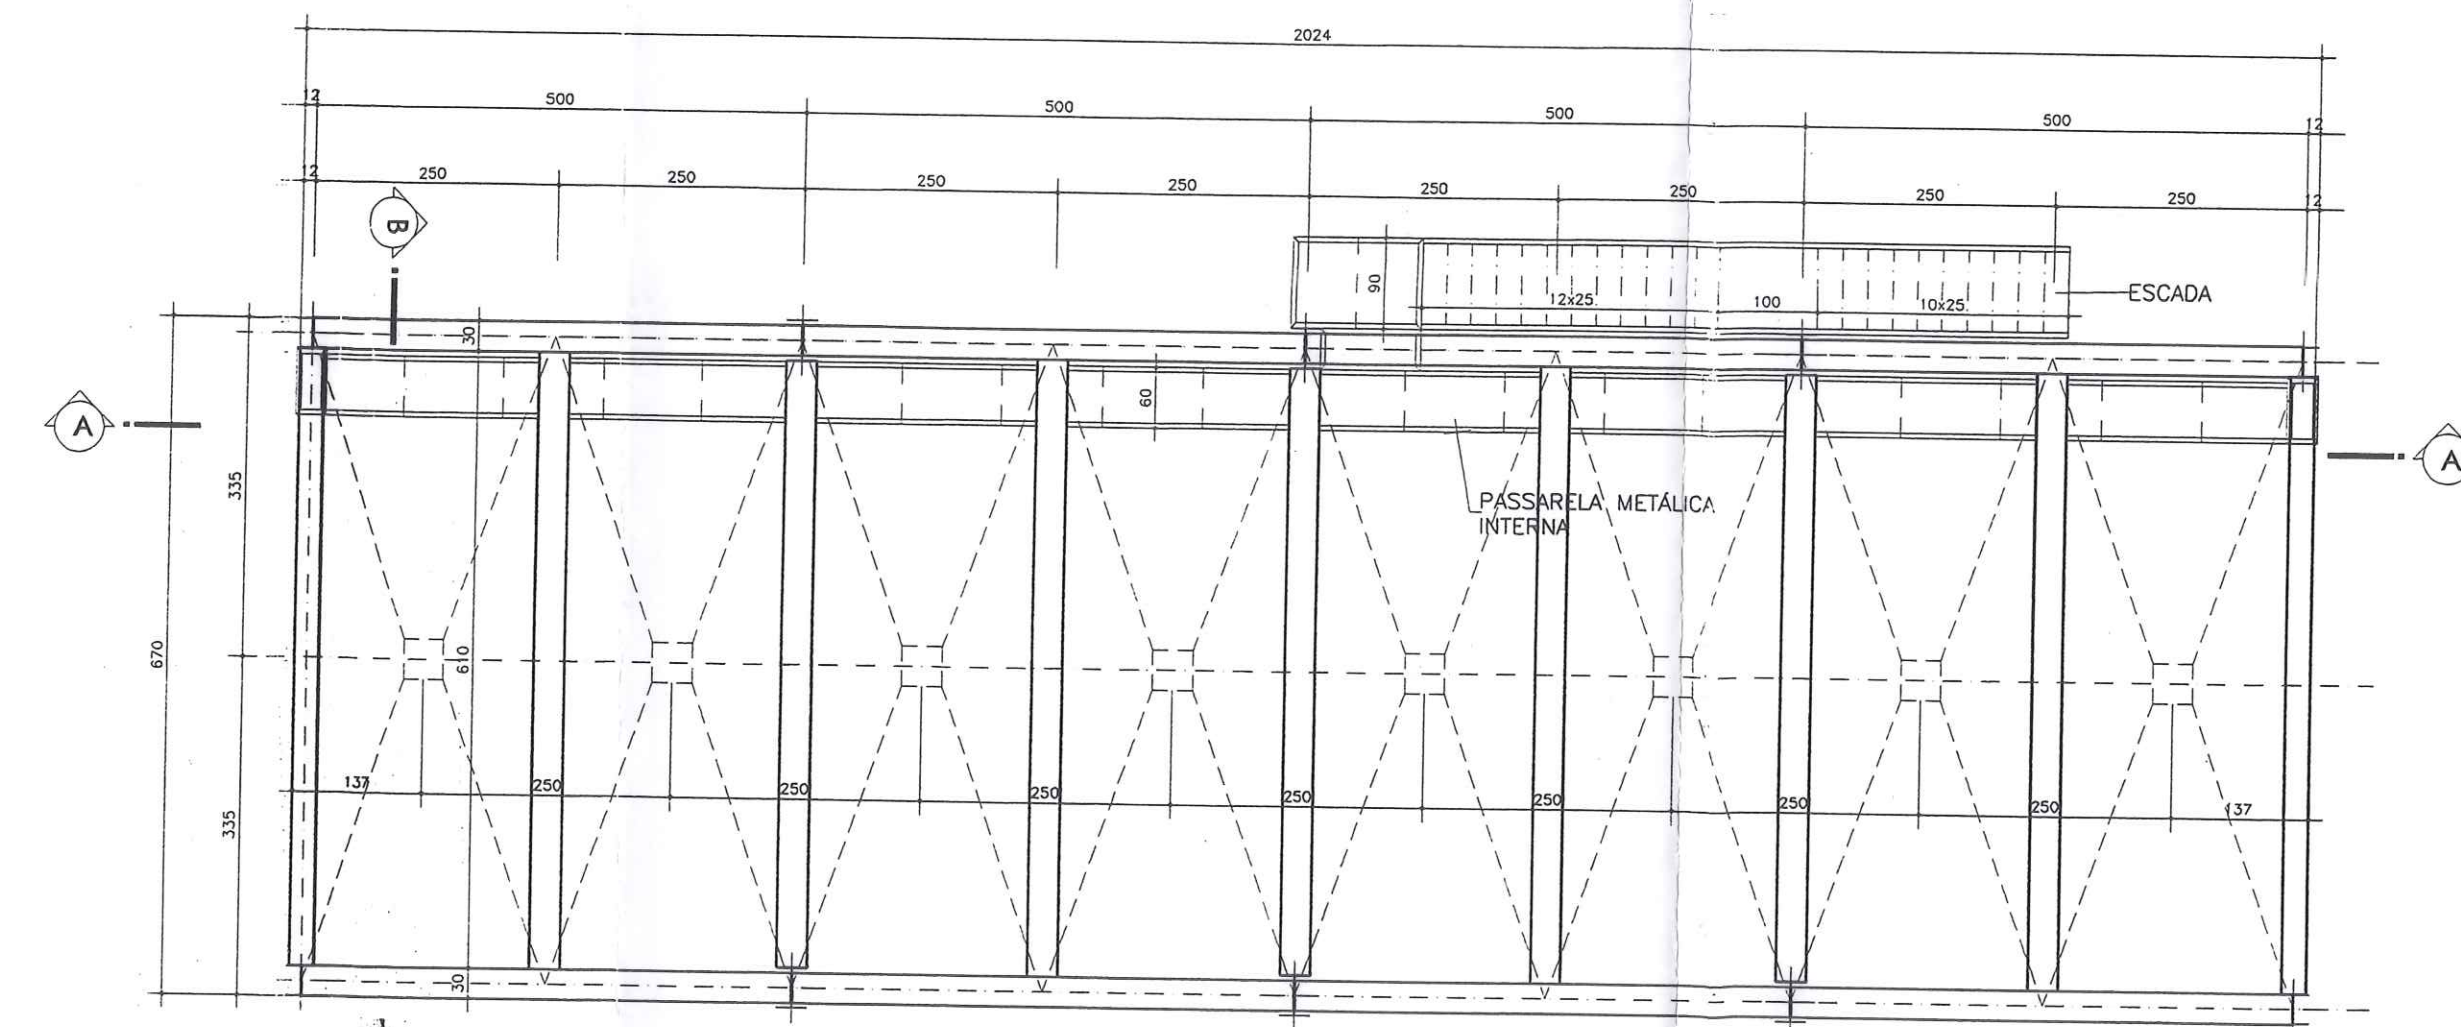 2024
12 500 500 500 500 12
12 250 250 250 250 250 250 250 250 12
B
90
12x25 100 10x25
ESCADA
30
60
A A
335
PASSARELA METÁLICA
INTERNA
670
610
137 250 250 250 250 250 250 250 137
335
30